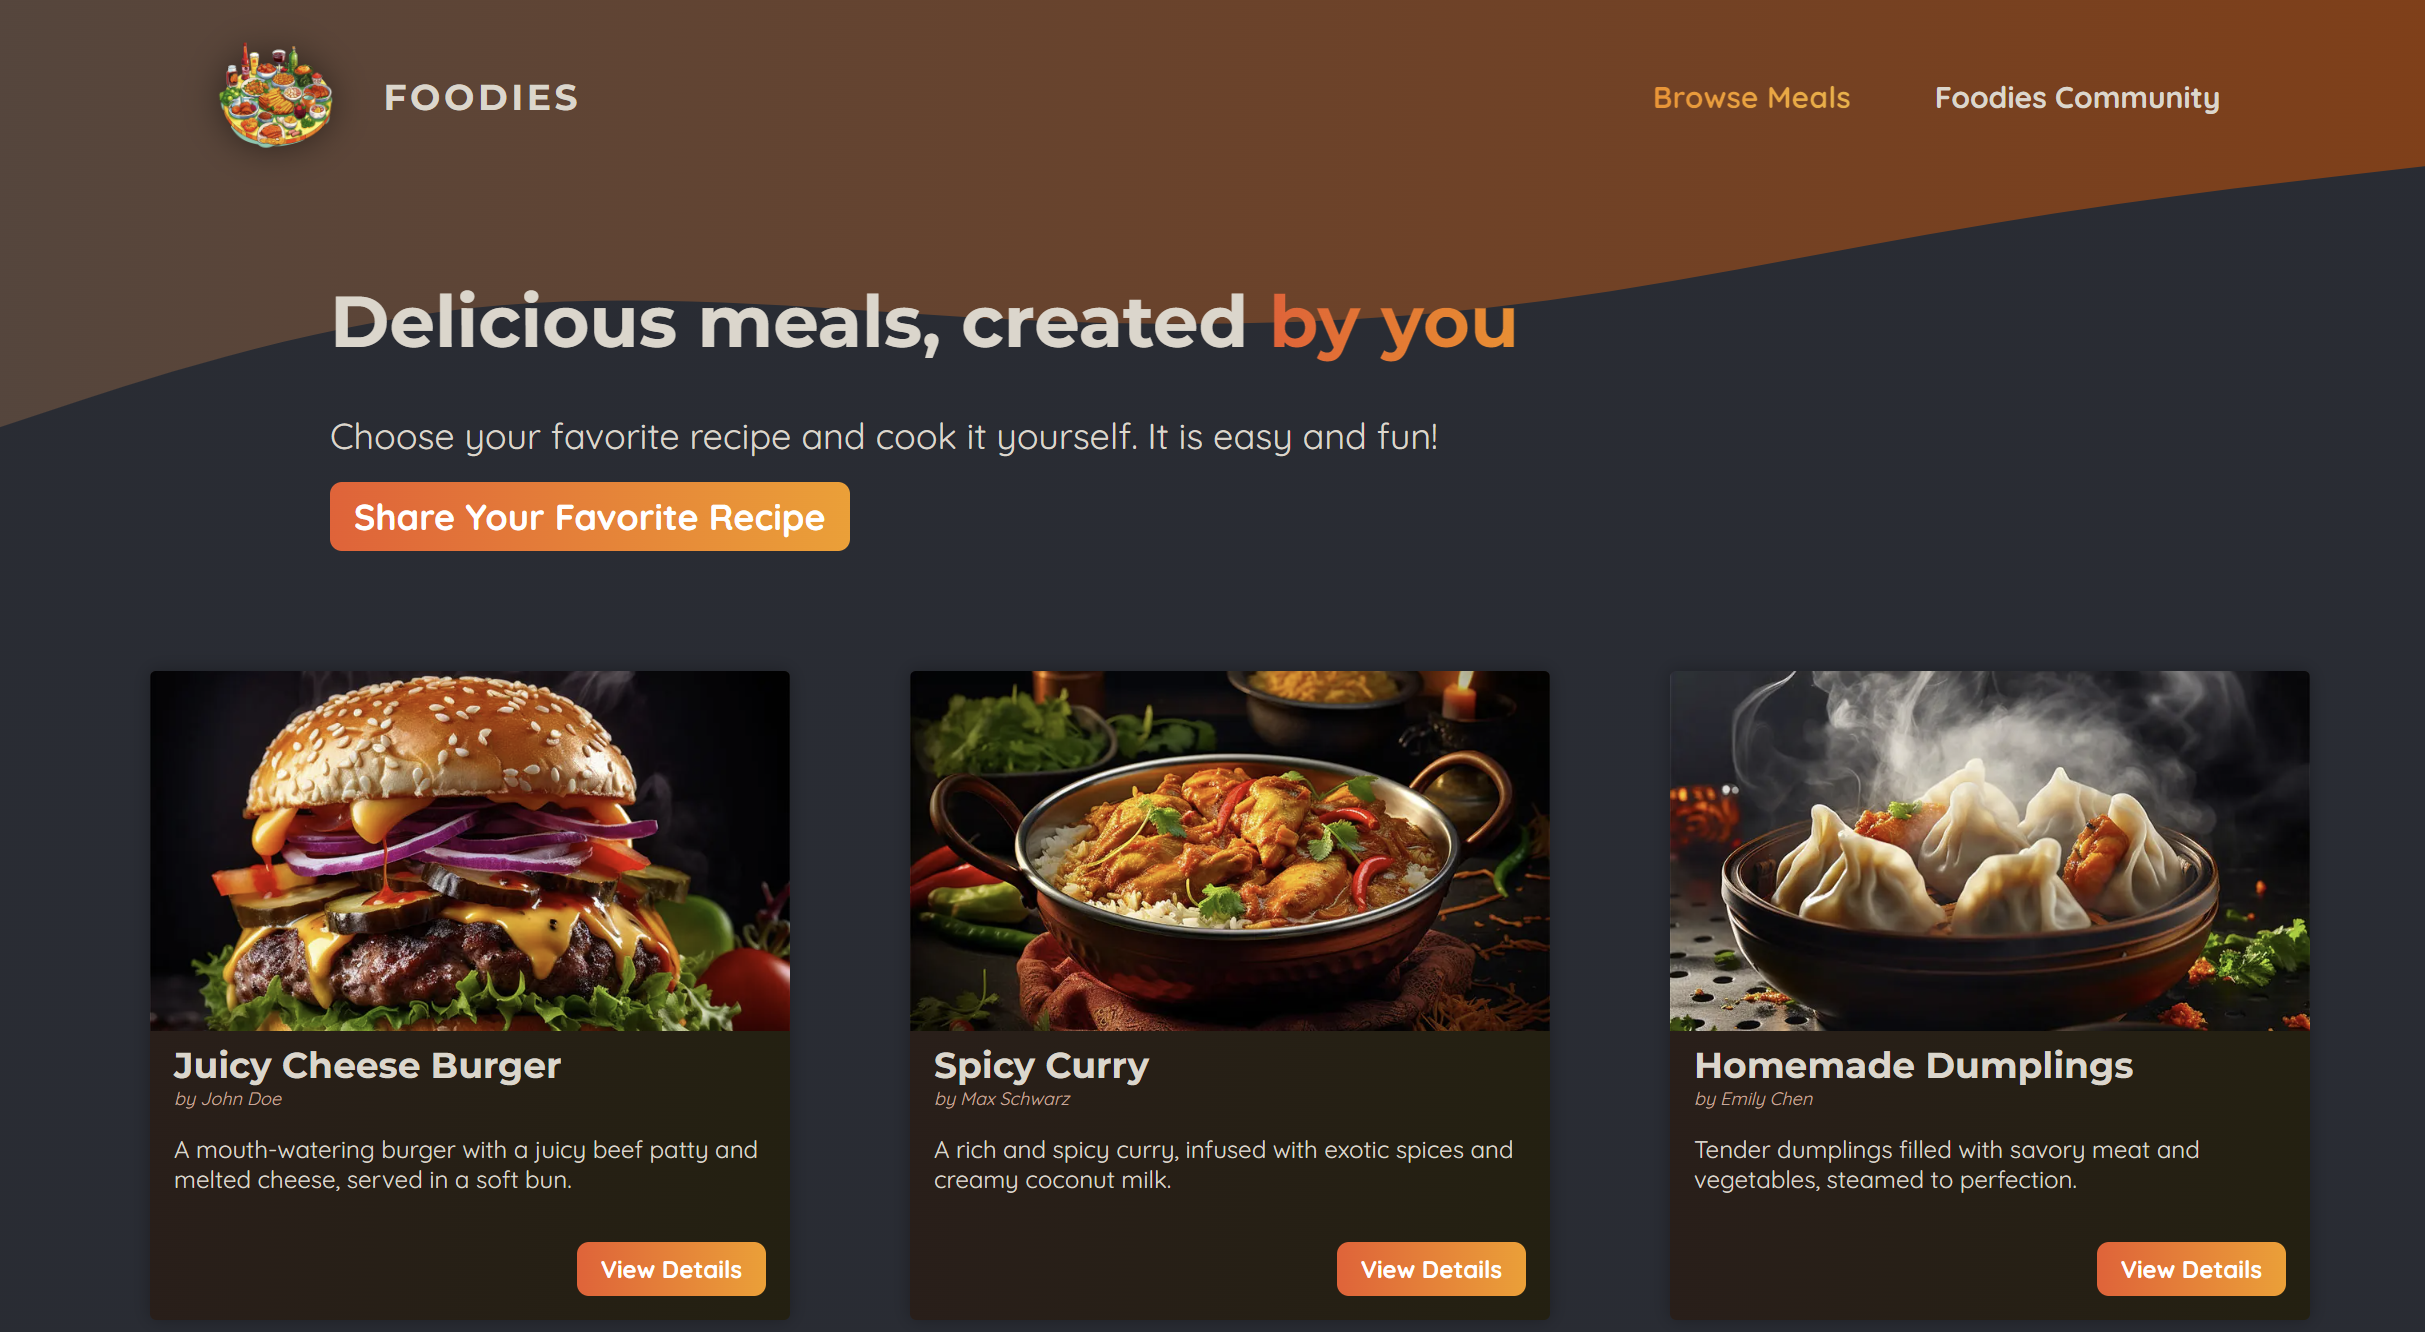 FOODIES
Browse Meals
Foodies Community
Delicious meals, created by you
Choose your favorite recipe and cook it yourself. It is easy and fun!
Share Your Favorite Recipe
Juicy Cheese Burger
by John Doe
A mouth-watering burger with a juicy beef patty and
melted cheese, served in a soft bun.
View Details
Spicy Curry
by Max Schwarz
A rich and spicy curry, infused with exotic spices and
creamy coconut milk.
View Details
Homemade Dumplings
by Emily Chen
Tender dumplings filled with savory meat and
vegetables, steamed to perfection.
View Details